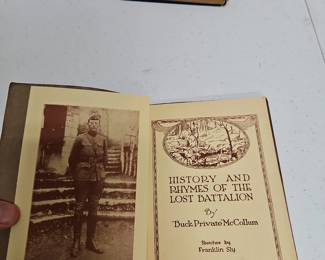 HISTORY AND
RHYMES OF THE
LOST BATTALION
By
"Buck Private" McCollum
Sketches by
Franklin Sly